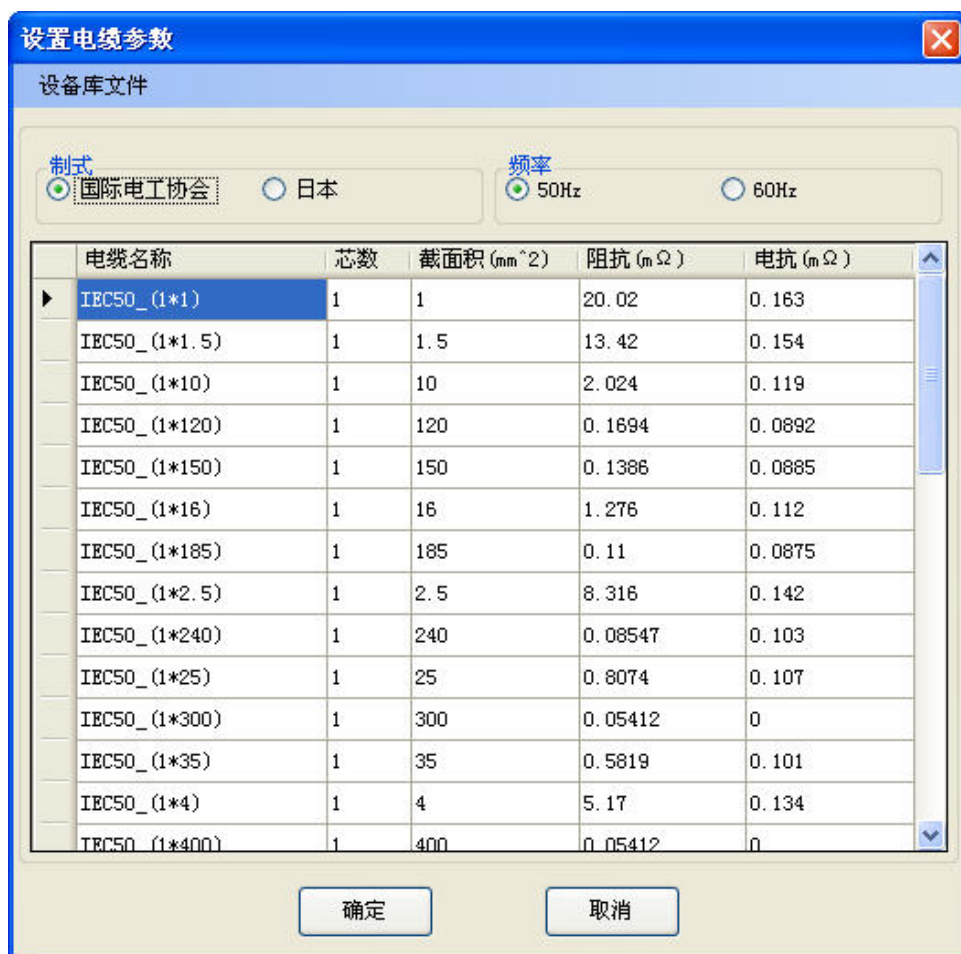 设置电缆参数
设备库文件
制式
频率
国际电工协会 日本 50Hz 60Hz
电缆名称 芯数 截面积(mm^2) 阻抗(mΩ) 电抗(mΩ)
IEC50_(1*1) 1 1 20.02 0.163
IEC50_(1*1.5) 1 1.5 13.42 0.154
IEC50_(1*10) 1 10 2.024 0.119
IEC50_(1*120) 1 120 0.1694 0.0892
IEC50_(1*150) 1 150 0.1386 0.0885
IEC50_(1*16) 1 16 1.276 0.112
IEC50_(1*185) 1 185 0.11 0.0875
IEC50_(1*2.5) 1 2.5 8.316 0.142
IEC50_(1*240) 1 240 0.08547 0.103
IEC50_(1*25) 1 25 0.8074 0.107
IEC50_(1*300) 1 300 0.05412 0
IEC50_(1*35) 1 35 0.5819 0.101
IEC50_(1*4) 1 4 5.17 0.134
IEC50_(1*400) 1 400 0.05412 0
确定 取消